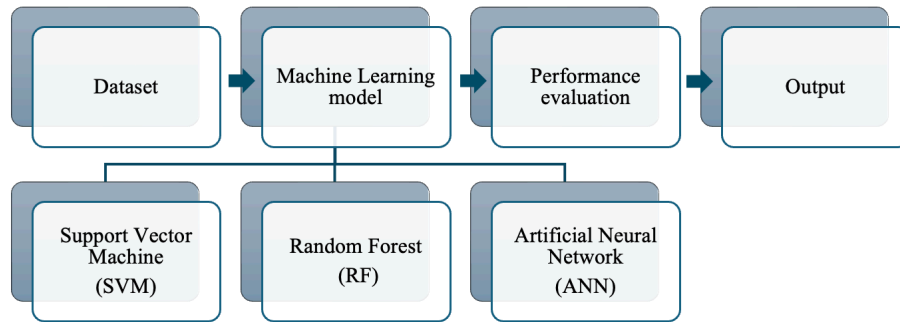 Dataset
Machine Learning
model
Performance
evaluation
Output
Support Vector
Machine
(SVM)
Random Forest
(RF)
Artificial Neural
Network
(ANN)